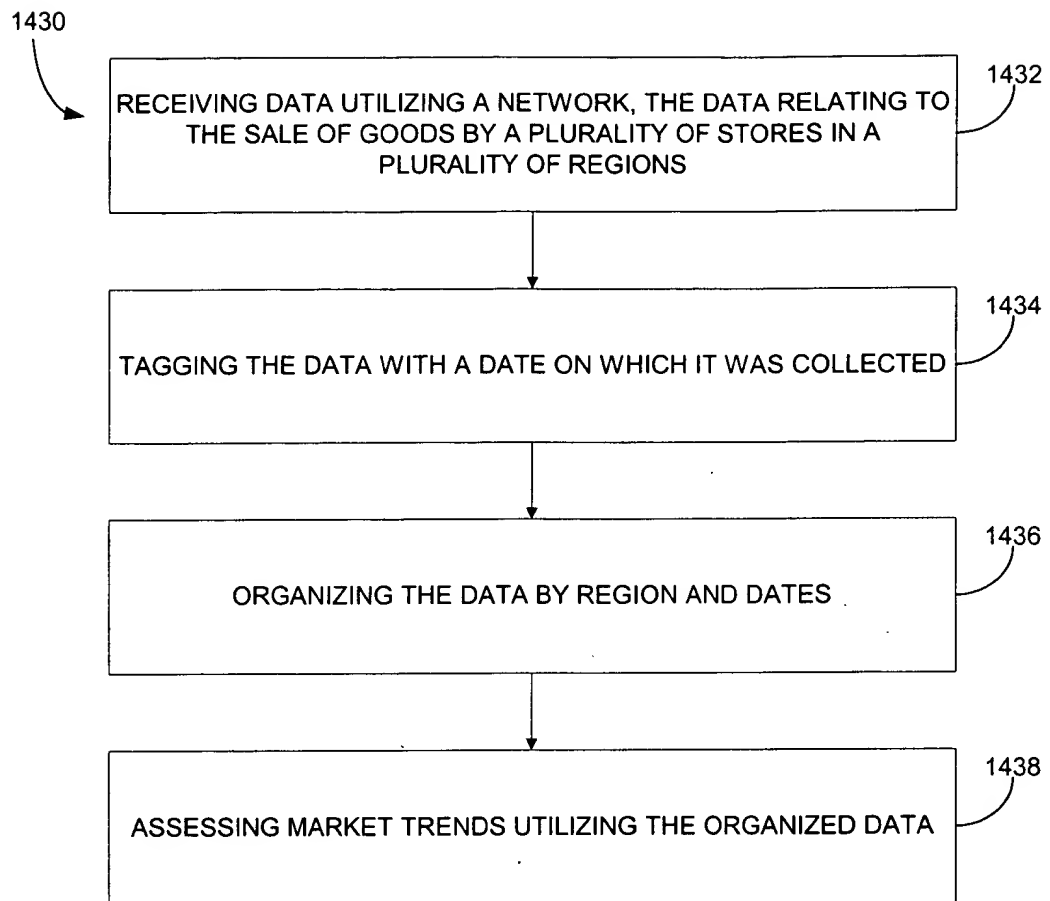 1430
1432
RECEIVING DATA UTILIZING A NETWORK, THE DATA RELATING TO
THE SALE OF GOODS BY A PLURALITY OF STORES IN A
PLURALITY OF REGIONS
1434
TAGGING THE DATA WITH A DATE ON WHICH IT WAS COLLECTED
1436
ORGANIZING THE DATA BY REGION AND DATES
1438
ASSESSING MARKET TRENDS UTILIZING THE ORGANIZED DATA